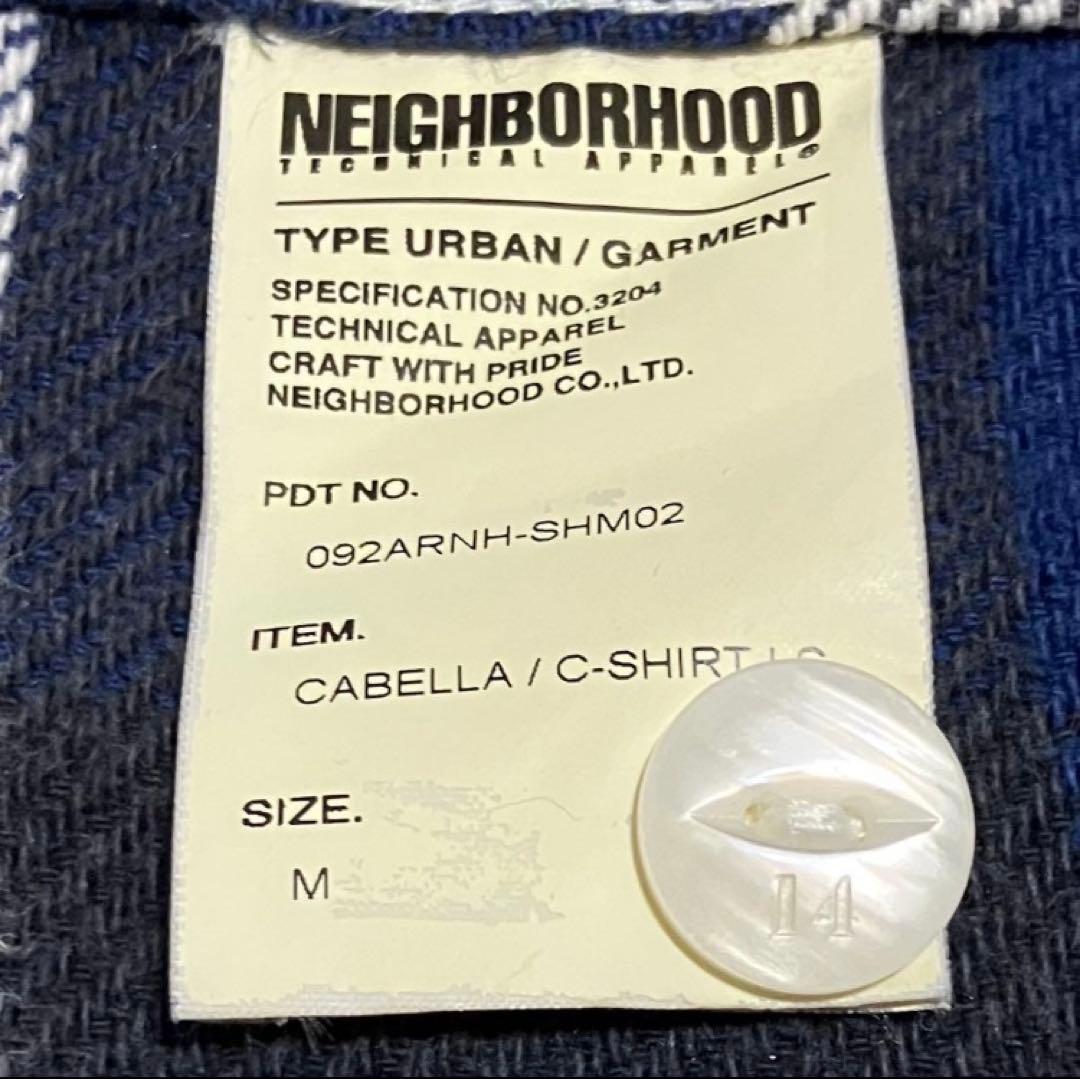 NEIGHBORHOOD
TECHNICAL APPAREL®
TYPE URBAN / GARMENT
SPECIFICATION NO.3204
TECHNICAL APPAREL
CRAFT WITH PRIDE
NEIGHBORHOOD CO.,LTD.
PDT NO.
092ARNH-SHM02
ITEM.
CABELLA / C-SHIRT
SIZE.
M
14